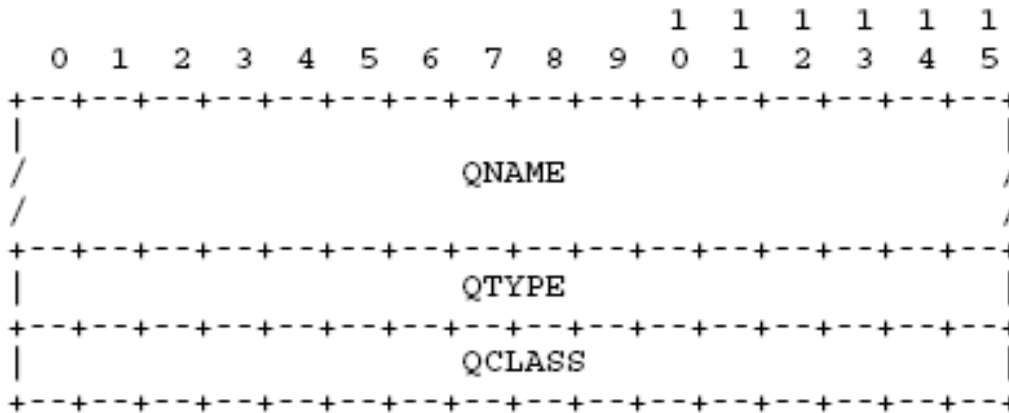 1  1  1  1  1  1
  0  1  2  3  4  5  6  7  8  9  0  1  2  3  4  5
+--+--+--+--+--+--+--+--+--+--+--+--+--+--+--+--+
|                                               |
/                     QNAME                     /
/                                               /
+--+--+--+--+--+--+--+--+--+--+--+--+--+--+--+--+
|                     QTYPE                     |
+--+--+--+--+--+--+--+--+--+--+--+--+--+--+--+--+
|                     QCLASS                    |
+--+--+--+--+--+--+--+--+--+--+--+--+--+--+--+--+